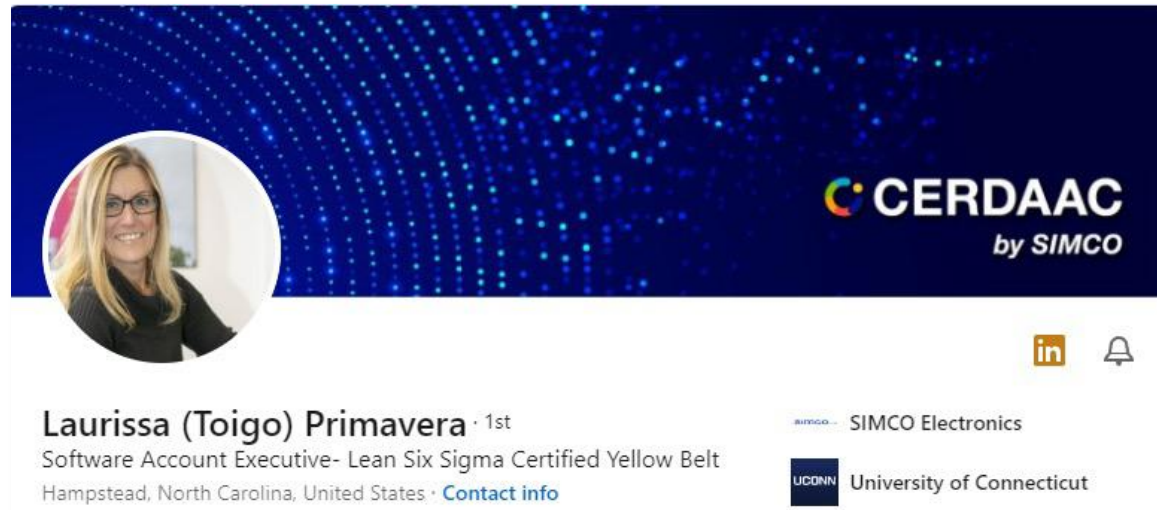 CERDAAC
by SIMCO
in
Laurissa (Toigo) Primavera · 1st
Software Account Executive- Lean Six Sigma Certified Yellow Belt
Hampstead, North Carolina, United States · Contact info
SIMCO
SIMCO Electronics
UCONN
University of Connecticut